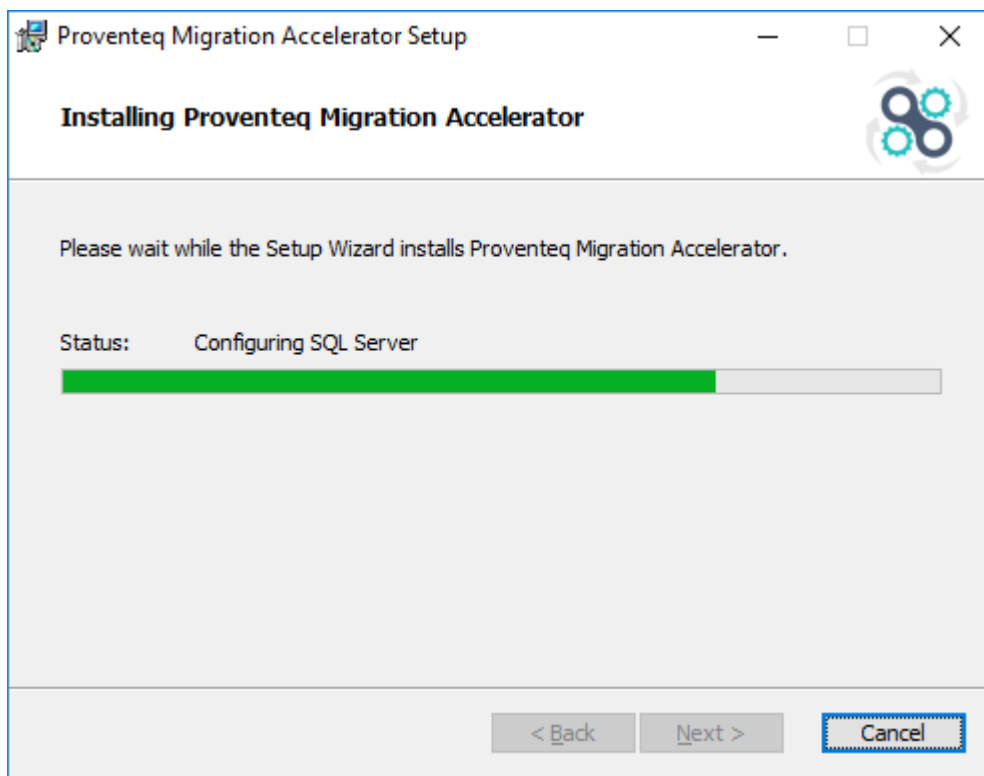 Proventeq Migration Accelerator Setup
Installing Proventeq Migration Accelerator
Please wait while the Setup Wizard installs Proventeq Migration Accelerator.
Status: Configuring SQL Server
< Back Next > Cancel